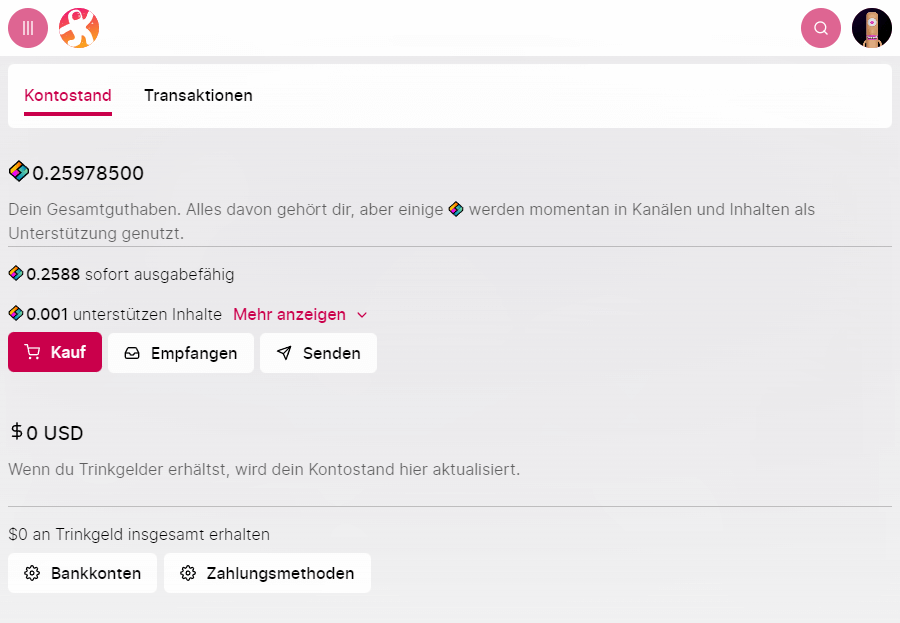 Kontostand Transaktionen
0.25978500
Dein Gesamtguthaben. Alles davon gehört dir, aber einige werden momentan in Kanälen und Inhalten als
Unterstützung genutzt.
0.2588 sofort ausgabefähig
0.001 unterstützen Inhalte Mehr anzeigen
Kauf Empfangen Senden
$0 USD
Wenn du Trinkgelder erhältst, wird dein Kontostand hier aktualisiert.
$0 an Trinkgeld insgesamt erhalten
Bankkonten Zahlungsmethoden